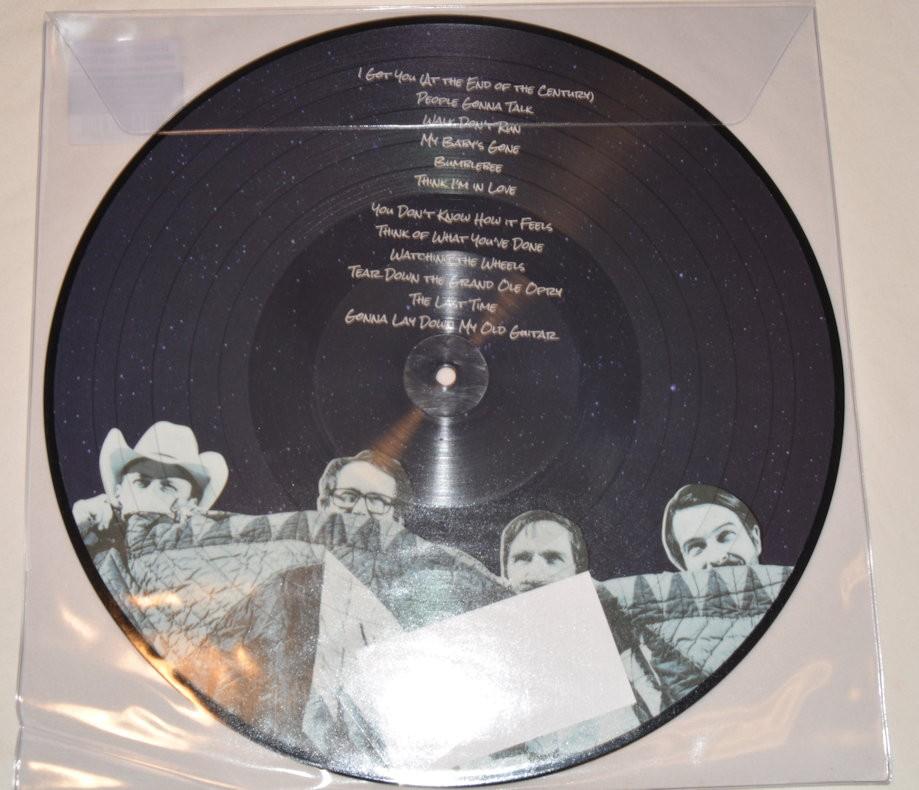 I Got You (At the End of the Century)
People Gonna Talk
Walk Don't Run
My Baby's Gone
Bumblebee
Think I'm in Love
You Don't Know How it Feels
Think of What You've Done
Watching the Wheels
Tear Down the Grand Ole Opry
The Last Time
Gonna Lay Down My Old Guitar